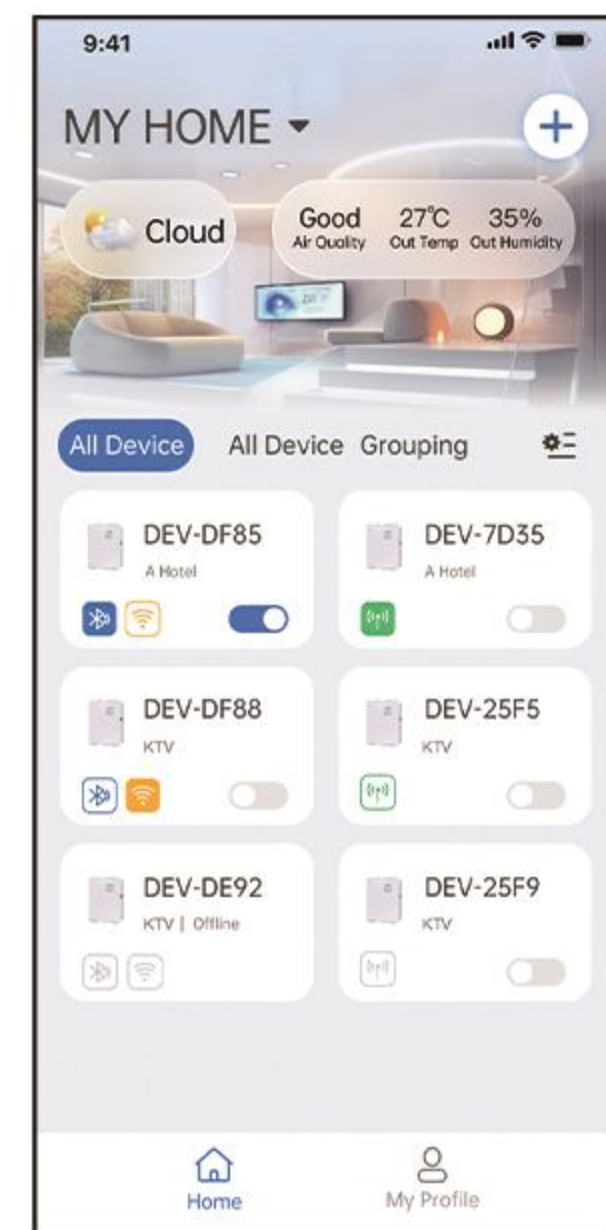 9:41
MY HOME
Cloud
Good 27℃ 35%
Air Quality Out Temp Out Humidity
All Device All Device Grouping
DEV-DF85 DEV-7D35
A Hotel A Hotel
DEV-DF88 DEV-25F5
KTV KTV
DEV-DE92 DEV-25F9
KTV | Offline KTV
Home My Profile